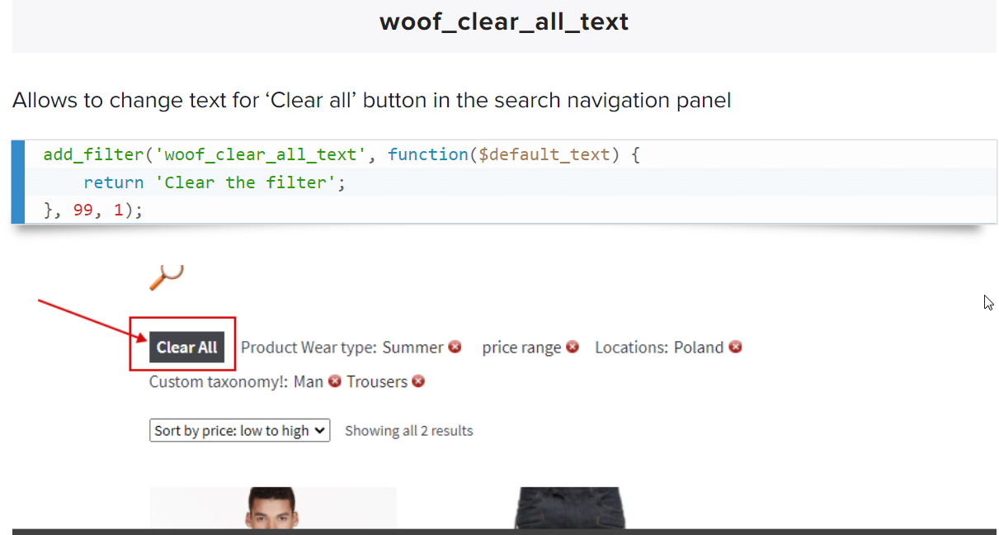 woof_clear_all_text
Allows to change text for ‘Clear all’ button in the search navigation panel
add_filter('woof_clear_all_text', function($default_text) {
    return 'Clear the filter';
}, 99, 1);
Clear All Product Wear type: Summer price range Locations: Poland
Custom taxonomy!: Man Trousers
Sort by price: low to high Showing all 2 results